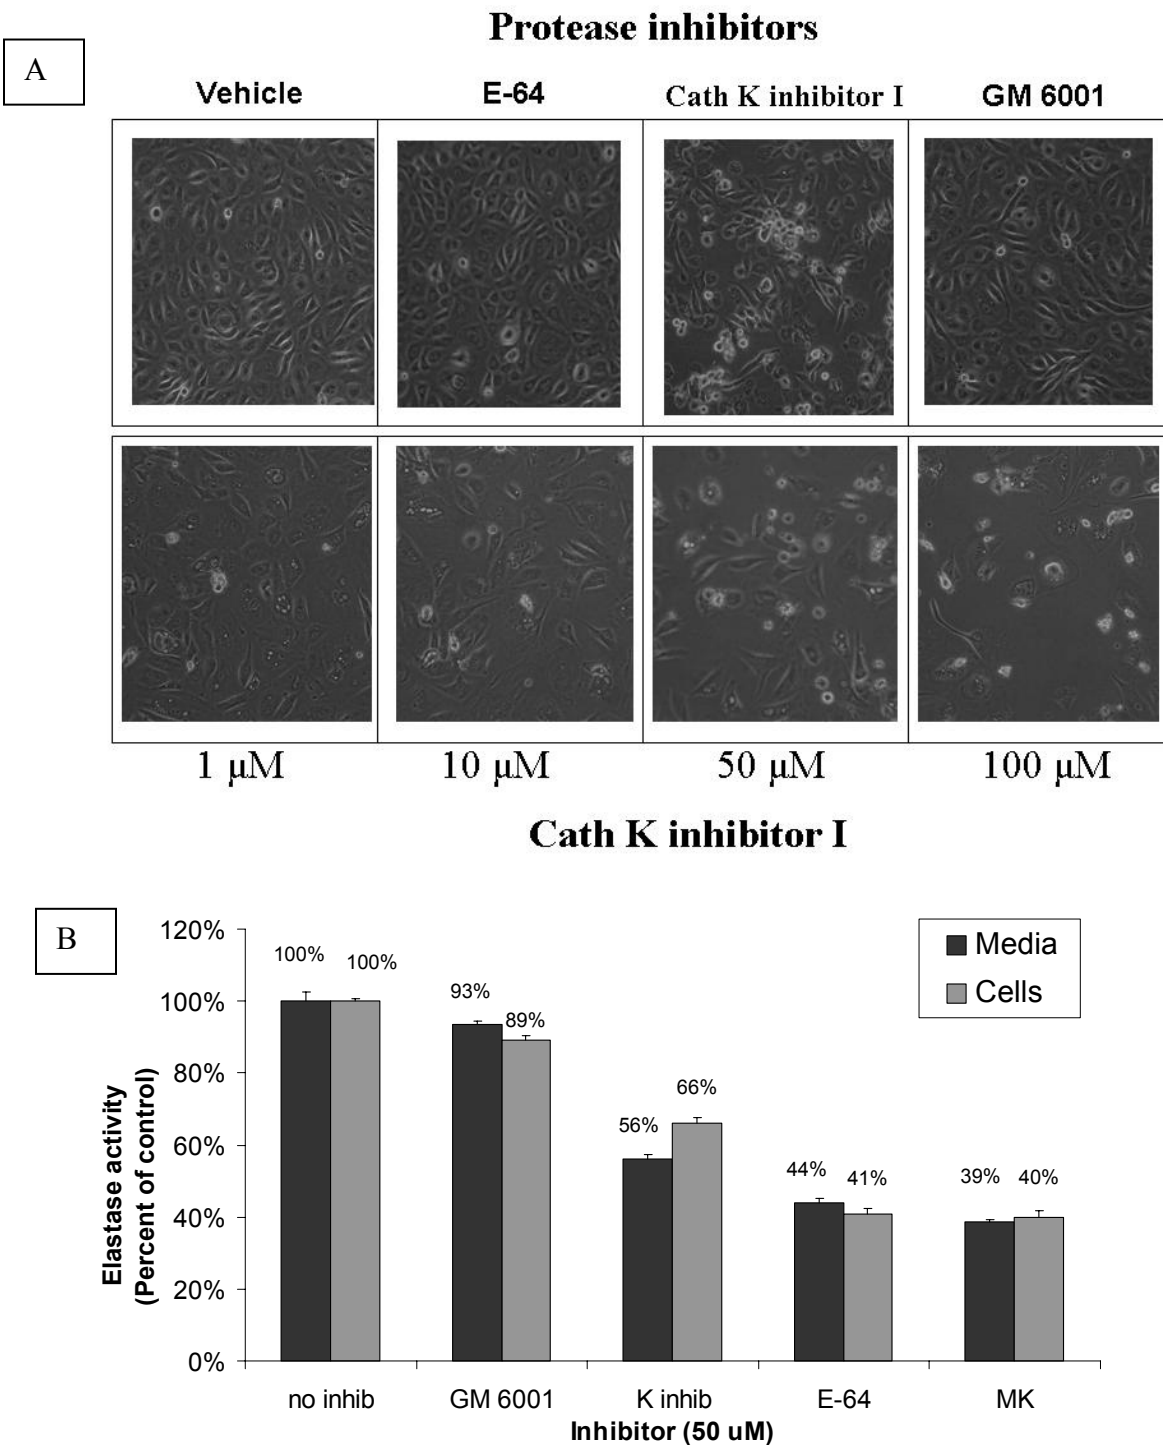 Protease inhibitors
A
Vehicle E-64 Cath K inhibitor I GM 6001
1 μM 10 μM 50 μM 100 μM
Cath K inhibitor I
B
120%
100%
80%
60%
40%
20%
0%
Elastase activity
(Percent of control)
100% 100%
93% 89%
56% 66%
44% 41%
39% 40%
Media
Cells
no inhib GM 6001 K inhib E-64 MK
Inhibitor (50 uM)